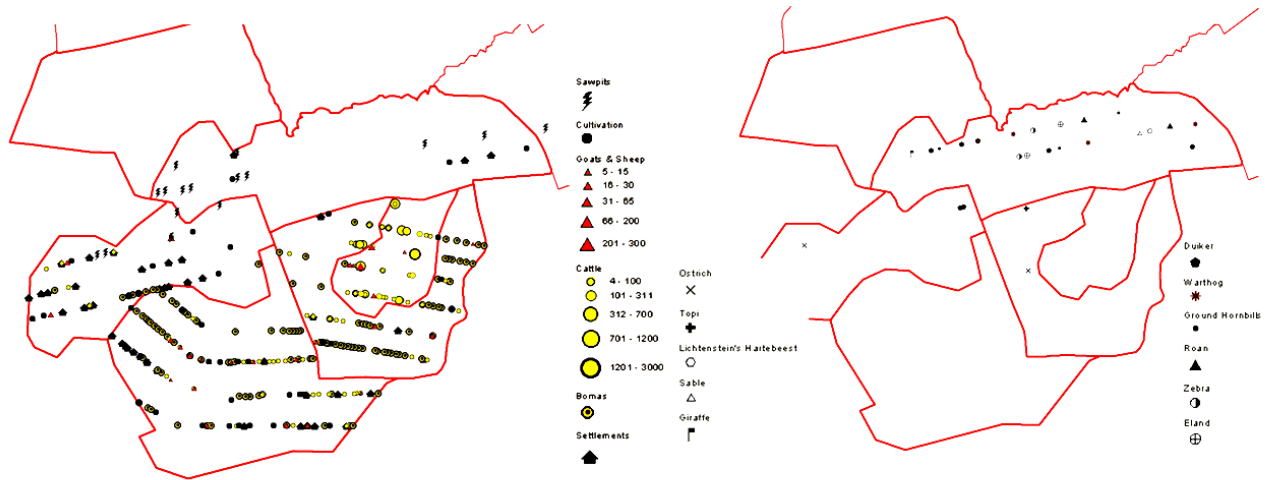 Sawpits
Cultivation
Goats & Sheep
5 - 15
16 - 30
31 - 65
66 - 200
201 - 300
Cattle
4 - 100
101 - 311
312 - 700
701 - 1200
1201 - 3000
Bomas
Settlements
Ostrich
Topi
Lichtenstein's Hartebeest
Sable
Giraffe
Duiker
Warthog
Ground Hornbills
Roan
Zebra
Eland